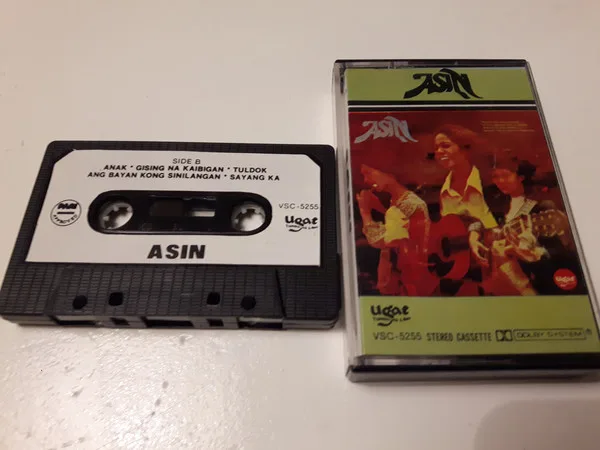 SIDE B
ANAK * GISING NA KAIBIGAN * TULDOK
ANG BAYAN KONG SINILANGAN * SAYANG KA
VSC-5255
Ugat
ASIN
ASIN
ASIN
Ugat
VSC-5255 STEREO CASSETTE DOLBY SYSTEM®